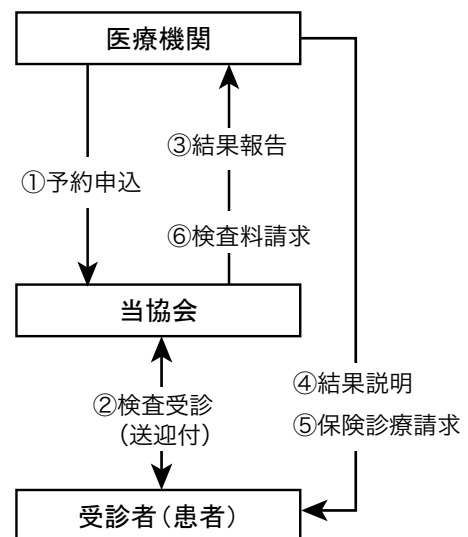 医療機関
③結果報告
①予約申込
⑥検査料請求
当協会
④結果説明
②検査受診
（送迎付）
⑤保険診療請求
受診者（患者）